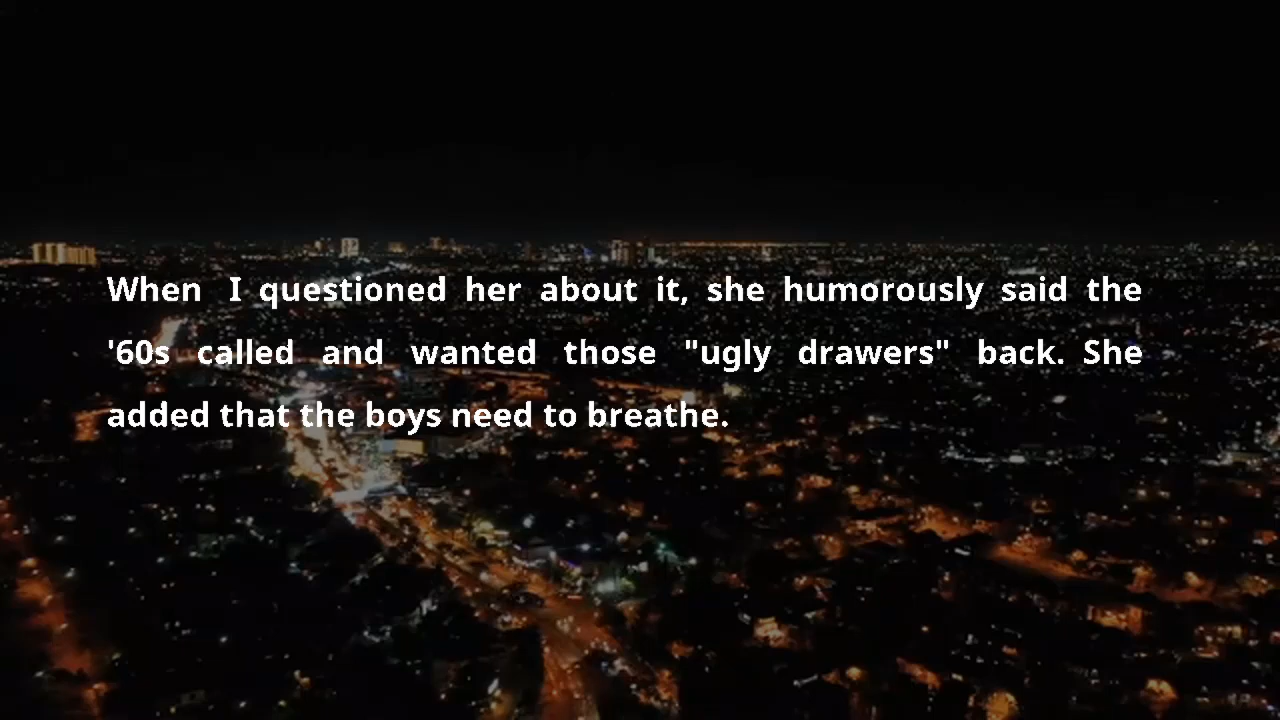 When I questioned her about it, she humorously said the
'60s called and wanted those "ugly drawers" back. She
added that the boys need to breathe.